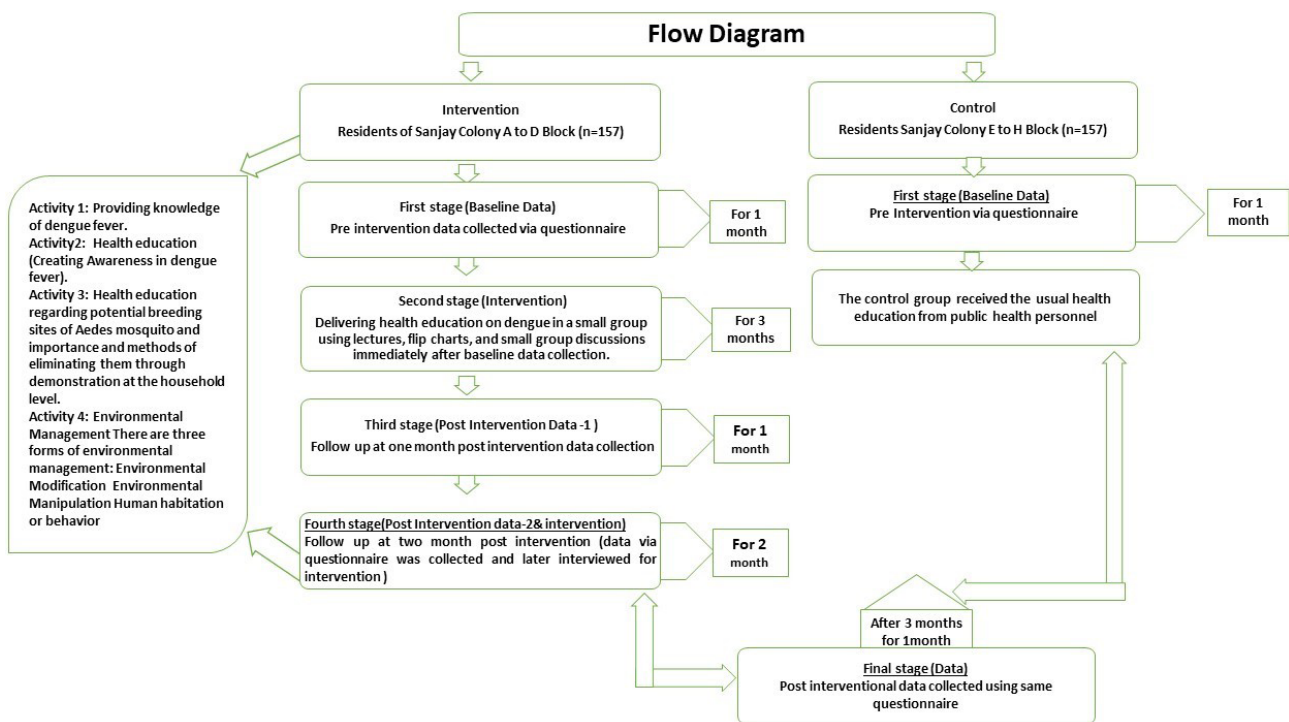 Flow Diagram
Intervention
Residents of Sanjay Colony A to D Block (n=157)
Control
Residents Sanjay Colony E to H Block (n=157)
Activity 1: Providing knowledge
of dengue fever.
Activity2:  Health education
(Creating Awareness in dengue
fever).
Activity 3: Health education
regarding potential breeding
sites of Aedes mosquito and
importance and methods of
eliminating them through
demonstration at the household
level.
Activity 4: Environmental
Management There are three
forms of environmental
management: Environmental
Modification  Environmental
Manipulation Human habitation
or behavior
First stage (Baseline Data)
Pre intervention data collected via questionnaire
For 1
month
First stage (Baseline Data)
Pre Intervention via questionnaire
For 1
month
Second stage (Intervention)
Delivering health education on dengue in a small group
using lectures, flip charts, and small group discussions
immediately after baseline data collection.
For 3
months
The control group received the usual health
education from public health personnel
Third stage (Post Intervention Data -1 )
Follow up at one month post intervention data collection
For 1
month
Fourth stage(Post Intervention data-2& intervention)
Follow up at two month post intervention (data via
questionnaire was collected and later interviewed for
intervention )
For 2
month
After 3 months
for 1month
Final stage (Data)
Post interventional data collected using same
questionnaire